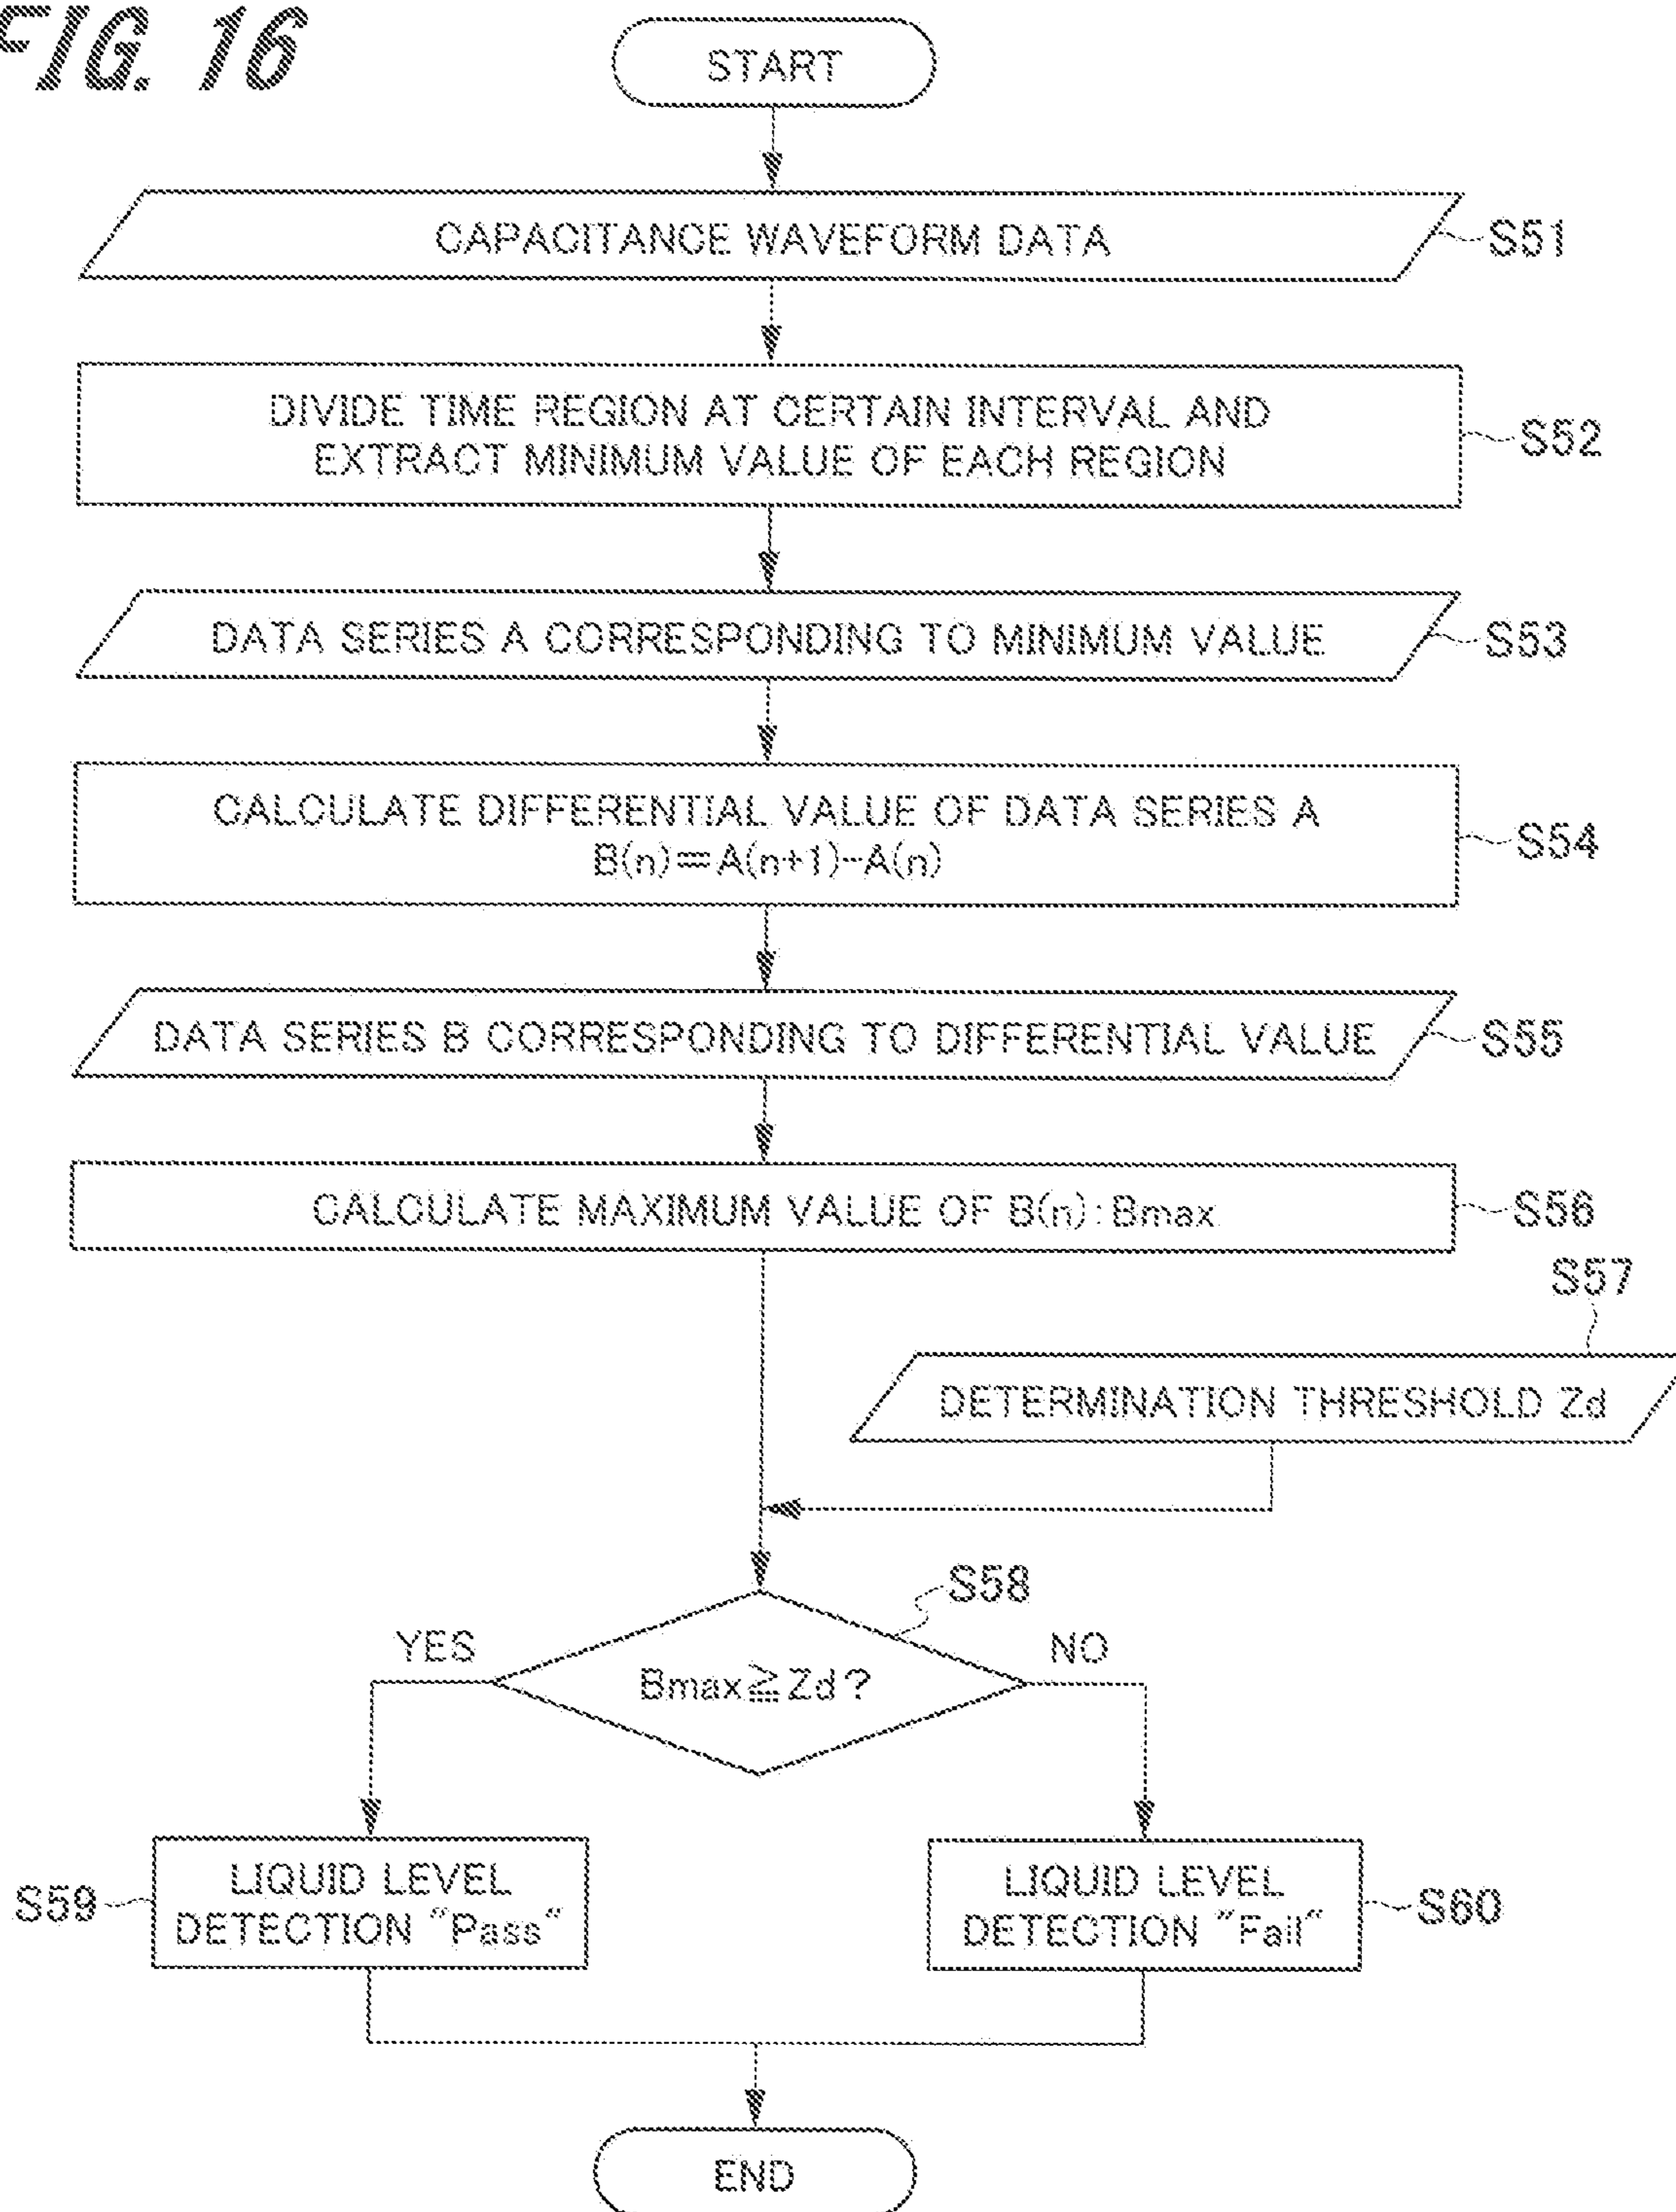 FIG. 16
START
CAPACITANCE WAVEFORM DATA
S51
DIVIDE TIME REGION AT CERTAIN INTERVAL AND
EXTRACT MINIMUM VALUE OF EACH REGION
S52
DATA SERIES A CORRESPONDING TO MINIMUM VALUE
S53
CALCULATE DIFFERENTIAL VALUE OF DATA SERIES A
B(n)=A(n+1)-A(n)
S54
DATA SERIES B CORRESPONDING TO DIFFERENTIAL VALUE
S55
CALCULATE MAXIMUM VALUE OF B(n):Bmax
S56
S57
DETERMINATION THRESHOLD Zd
S58
YES
NO
Bmax≧Zd?
S59
LIQUID LEVEL
DETECTION "Pass"
LIQUID LEVEL
DETECTION "Fail"
S60
END